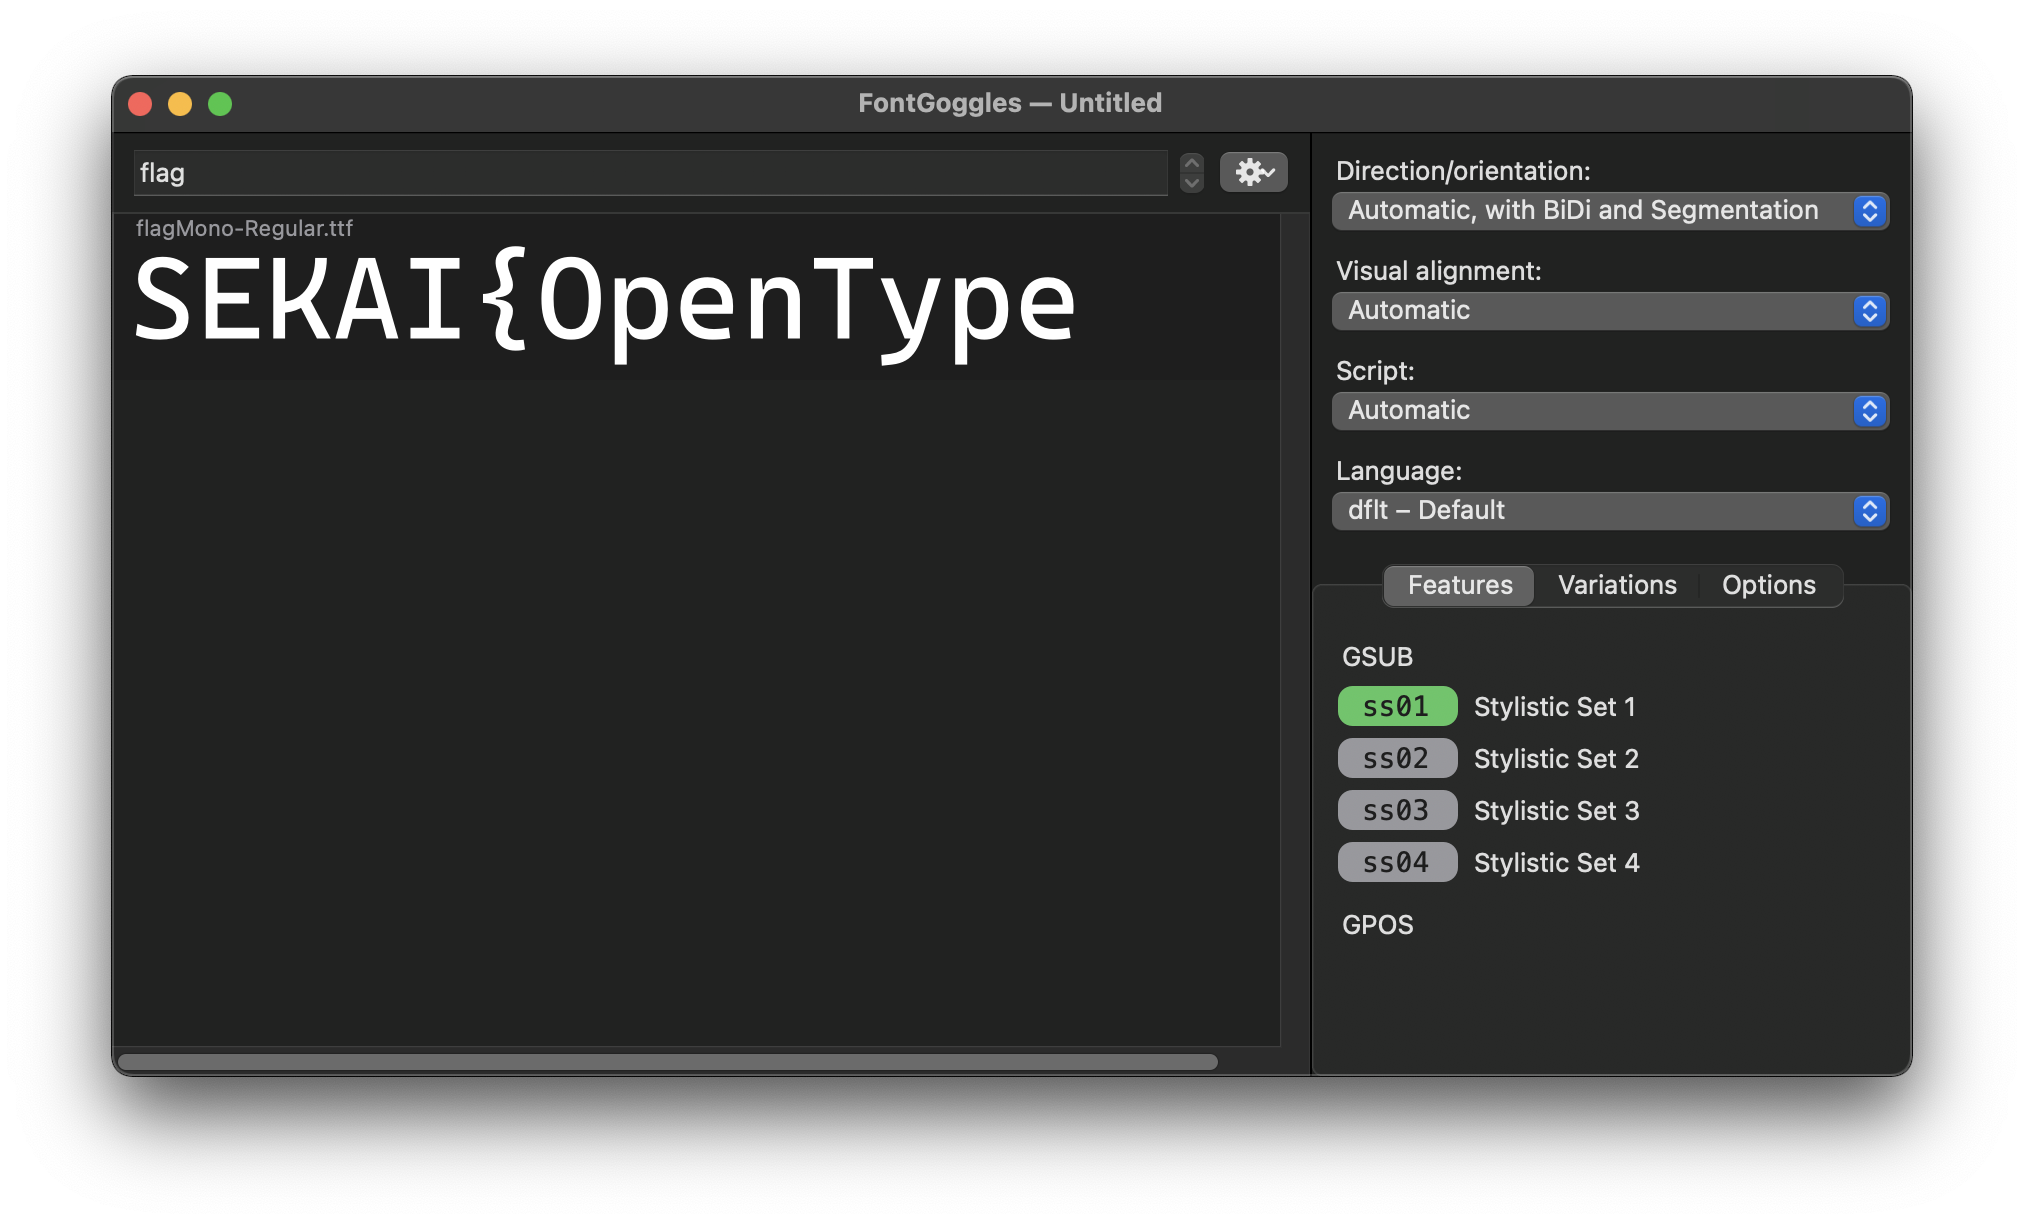 FontGoggles — Untitled
flag
flagMono-Regular.ttf
SEKAI{OpenType
Direction/orientation:
Automatic, with BiDi and Segmentation
Visual alignment:
Automatic
Script:
Automatic
Language:
dflt – Default
Features Variations Options
GSUB
ss01 Stylistic Set 1
ss02 Stylistic Set 2
ss03 Stylistic Set 3
ss04 Stylistic Set 4
GPOS